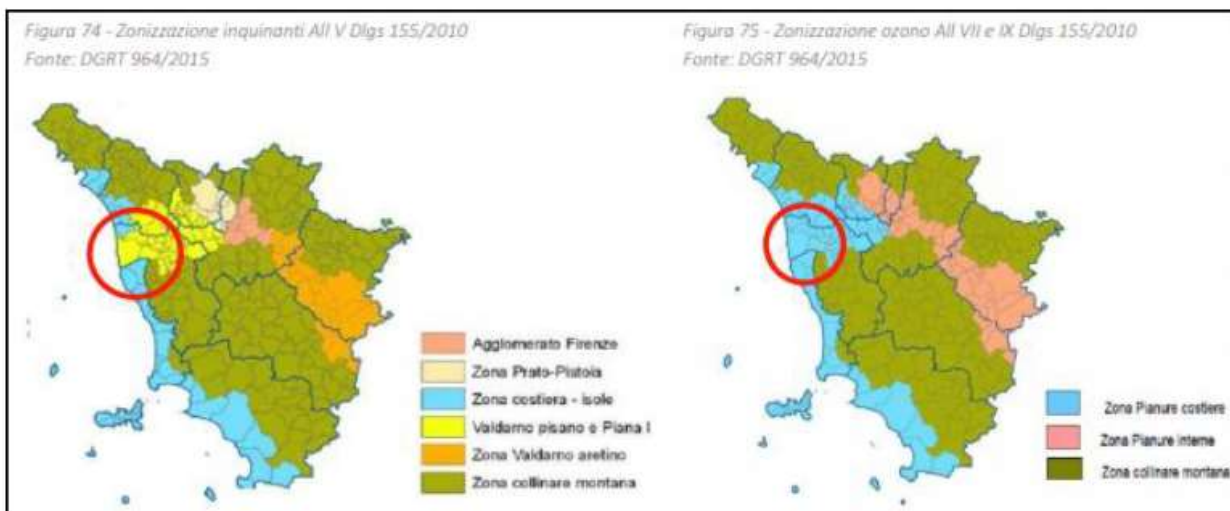 Figura 74 - Zonizzazione inquinanti All V Dlgs 155/2010
Fonte: DGRT 964/2015
Figura 75 - Zonizzazione ozono All VII e IX Dlgs 155/2010
Fonte: DGRT 964/2015
Agglomerato Firenze
Zona Prato-Pistoia
Zona costiera - isole
Valdarno pisano e Piana l
Zona Valdarno aretino
Zona collinare montana
Zona Pianure costiere
Zona Pianure interne
Zona collinare montana